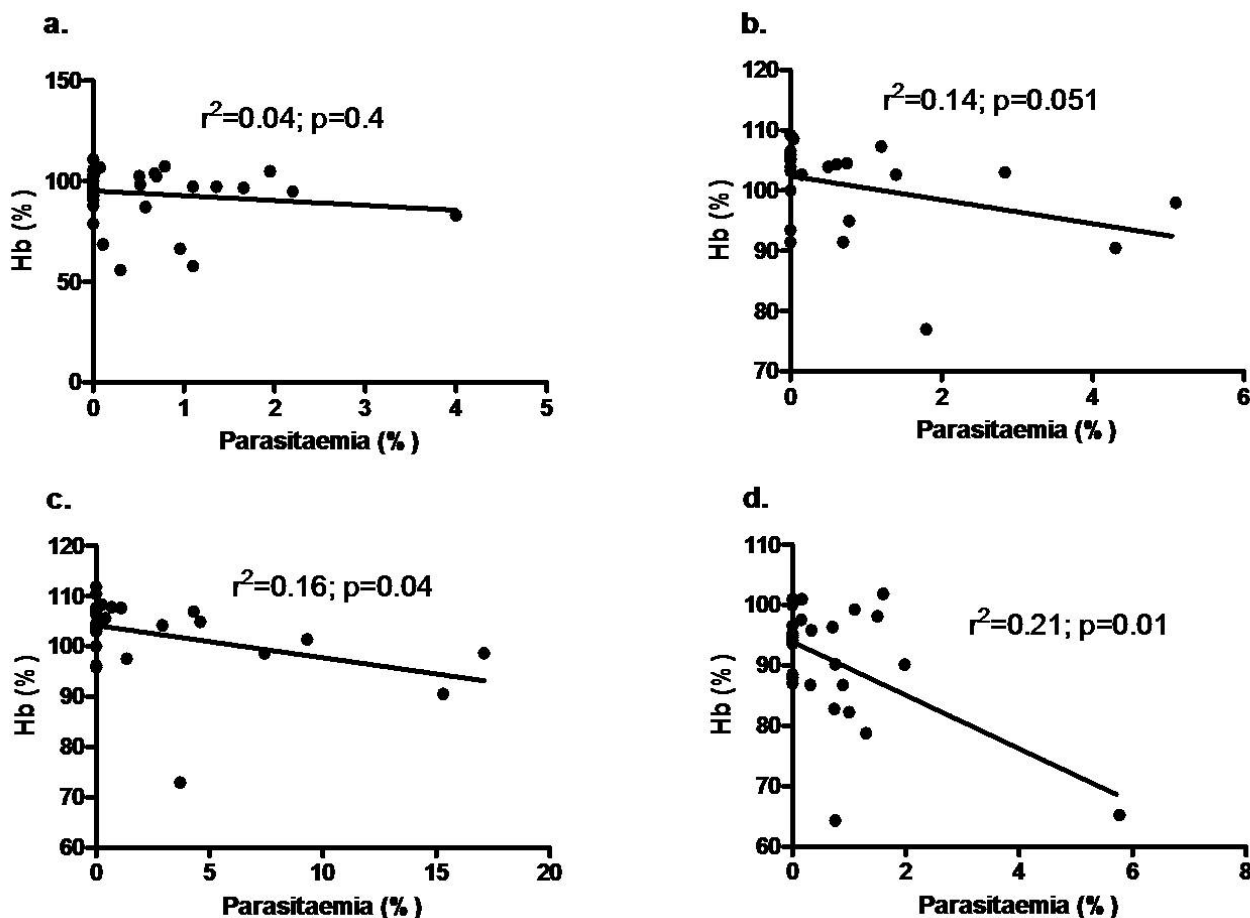 a.
r²=0.04; p=0.4
150
100
50
0
Hb (%)
0 1 2 3 4 5
Parasitaemia (%)
b.
r²=0.14; p=0.051
120
110
100
90
80
70
Hb (%)
0 2 4 6
Parasitaemia (%)
c.
r²=0.16; p=0.04
120
110
100
90
80
70
60
Hb (%)
0 5 10 15 20
Parasitaemia (%)
d.
r²=0.21; p=0.01
110
100
90
80
70
60
Hb (%)
0 2 4 6 8
Parasitaemia (%)